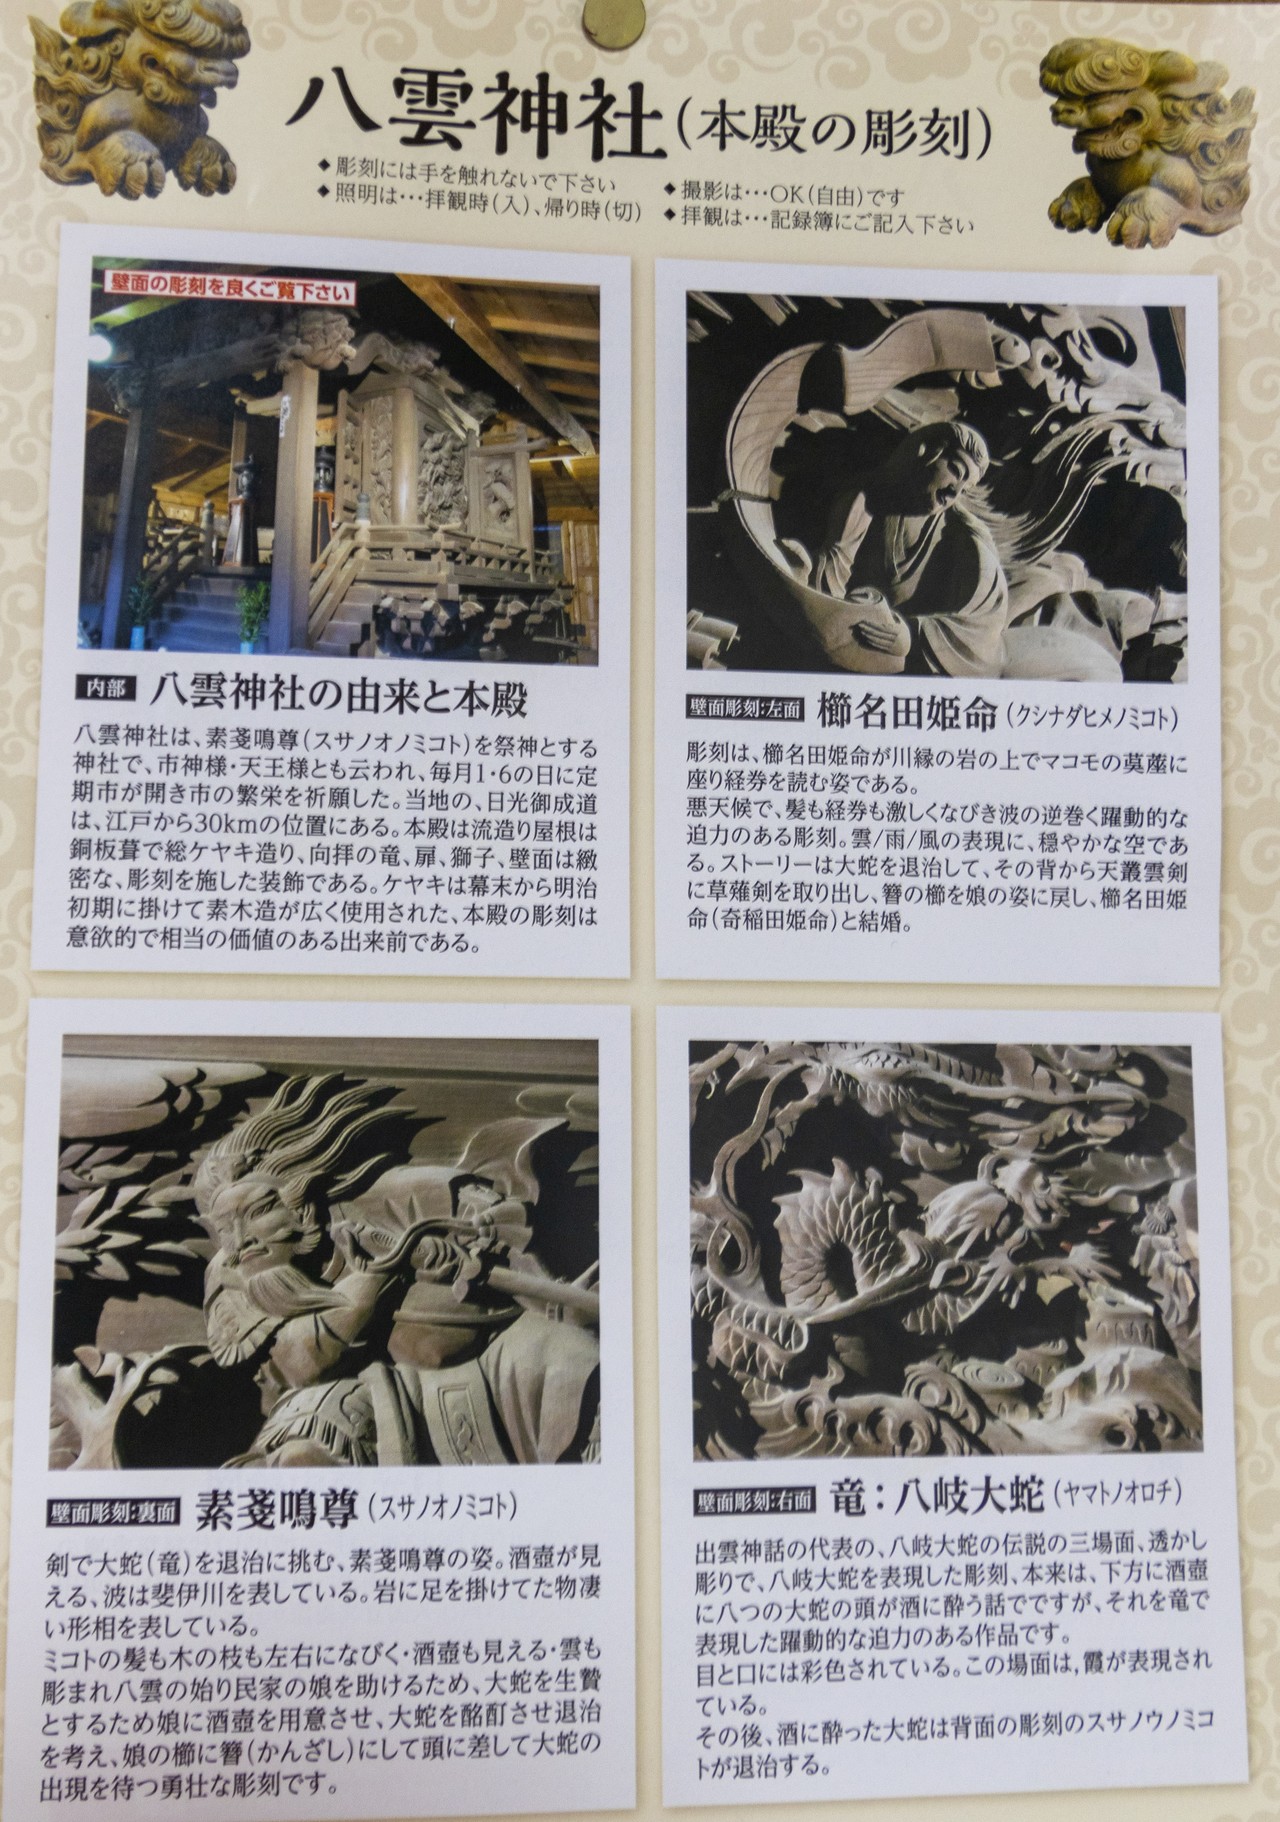 八雲神社(本殿の彫刻)
◆彫刻には手を触れないで下さい
◆照明は…拝観時(入)、帰り時(切)
◆撮影は…OK(自由)です
◆拝観は…記録簿にご記入下さい
壁面の彫刻を良くご覧下さい
内部 八雲神社の由来と本殿
八雲神社は、素戔鳴尊(スサノオノミコト)を祭神とする
神社で、市神様・天王様とも云われ、毎月1・6の日に定
期市が開き市の繁栄を祈願した。当地の、日光御成道
は、江戸から30kmの位置にある。本殿は流造り屋根は
銅板葺で総ケヤキ造り、向拝の竜、扉、獅子、壁面は緻
密な、彫刻を施した装飾である。ケヤキは幕末から明治
初期に掛けて素木造が広く使用された、本殿の彫刻は
意欲的で相当の価値のある出来前である。
壁面彫刻:左面 櫛名田姫命(クシナダヒメノミコト)
彫刻は、櫛名田姫命が川縁の岩の上でマコモの茣蓙に
座り経券を読む姿である。
悪天候で、髪も経券も激しくなびき波の逆巻く躍動的な
迫力のある彫刻。雲/雨/風の表現に、穏やかな空であ
る。ストーリーは大蛇を退治して、その背から天叢雲剣
に草薙剣を取り出し、簪の櫛を娘の姿に戻し、櫛名田姫
命(奇稲田姫命)と結婚。
壁面彫刻:裏面 素戔鳴尊(スサノオノミコト)
剣で大蛇(竜)を退治に挑む、素戔鳴尊の姿。酒壺が見
える、波は斐伊川を表している。岩に足を掛けてた物凄
い形相を表している。
ミコトの髪も木の枝も左右になびく・酒壺も見える・雲も
彫まれ八雲の始り民家の娘を助けるため、大蛇を生贄
とするため娘に酒壺を用意させ、大蛇を酩酊させ退治
を考え、娘の櫛に簪(かんざし)にして頭に差して大蛇の
出現を待つ勇壮な彫刻です。
壁面彫刻:右面 竜:八岐大蛇(ヤマトノオロチ)
出雲神話の代表の、八岐大蛇の伝説の三場面、透かし
彫りで、八岐大蛇を表現した彫刻、本来は、下方に酒壺
に八つの大蛇の頭が酒に酔う話でですが、それを竜で
表現した躍動的な迫力のある作品です。
目と口には彩色されている。この場面は,霞が表現され
ている。
その後、酒に酔った大蛇は背面の彫刻のスサノウノミコ
トが退治する。